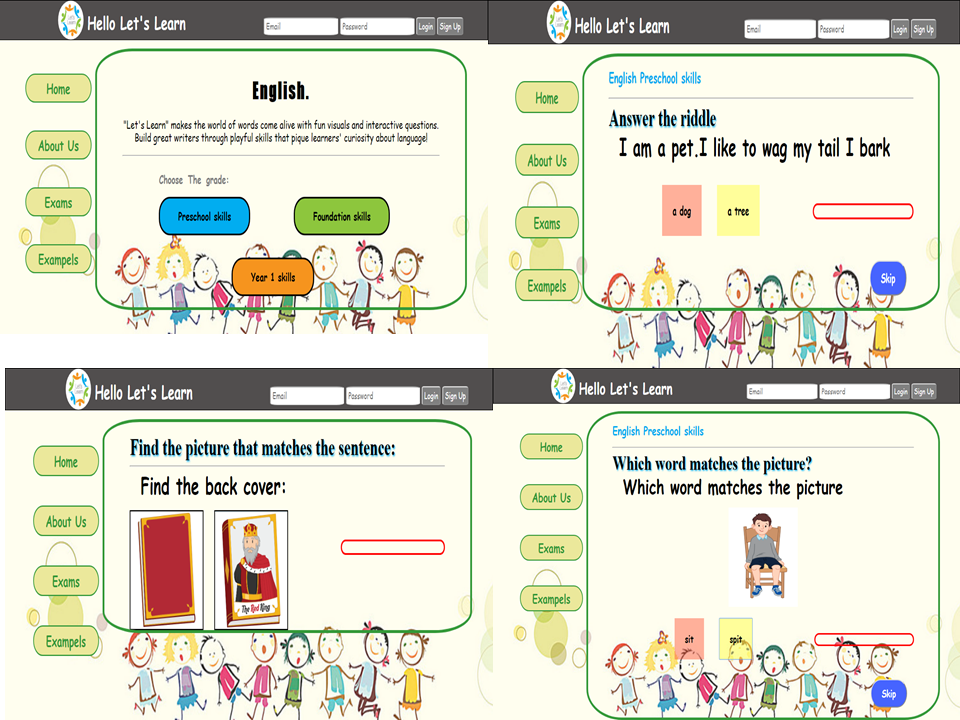 Hello Let's Learn
Email
Password
Login
Sign Up
Home
About Us
Exams
Exampels
English.
"Let's Learn" makes the world of words come alive with fun visuals and interactive questions.
Build great writers through playful skills that pique learners' curiosity about language!
Choose The grade:
Preschool skills
Foundation skills
Year 1 skills
Hello Let's Learn
Email
Password
Login
Sign Up
Home
About Us
Exams
Exampels
English Preschool skills
Answer the riddle
I am a pet.I like to wag my tail I bark
a dog
a tree
Skip
Hello Let's Learn
Email
Password
Login
Sign Up
Home
About Us
Exams
Exampels
Find the picture that matches the sentence:
Find the back cover:
The Red King
Hello Let's Learn
Email
Password
Login
Sign Up
Home
About Us
Exams
Exampels
English Preschool skills
Which word matches the picture?
Which word matches the picture
sit
spit
Skip